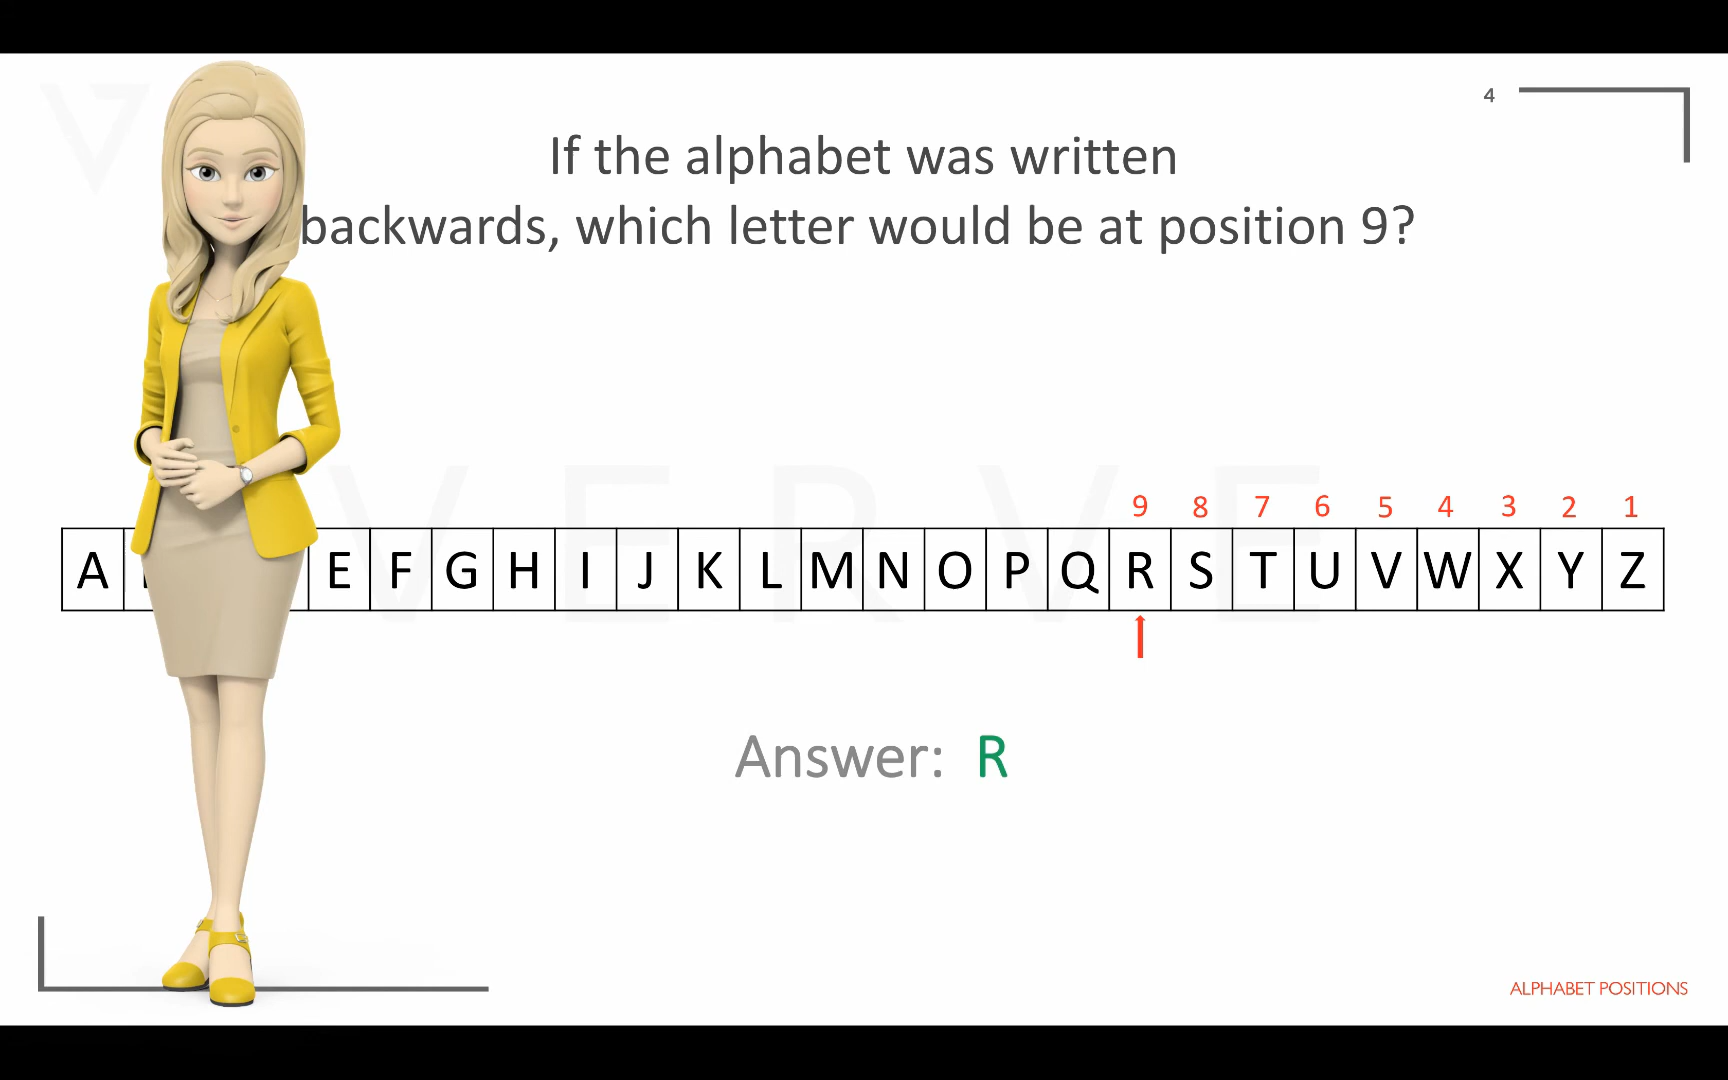 4
If the alphabet was written
backwards, which letter would be at position 9?
VERVE
9 8 7 6 5 4 3 2 1
A E F G H I J K L M N O P Q R S T U V W X Y Z
Answer: R
ALPHABET POSITIONS